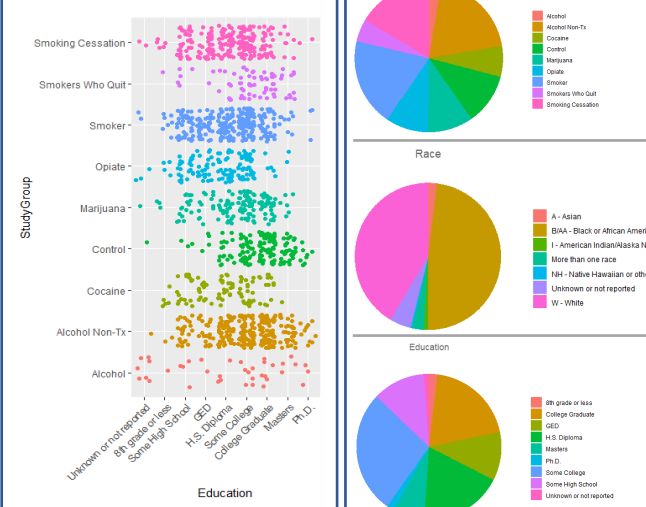 StudyGroup
Smoking Cessation
Smokers Who Quit
Smoker
Opiate
Marijuana
Control
Cocaine
Alcohol Non-Tx
Alcohol
Unknown or not reported
8th grade or less
Some High School
GED
H.S. Diploma
Some College
College Graduate
Masters
Ph.D.
Education
Alcohol
Alcohol Non-Tx
Cocaine
Control
Marijuana
Opiate
Smoker
Smokers Who Quit
Smoking Cessation
Race
A - Asian
B/AA - Black or African Ameri
I - American Indian/Alaska N
More than one race
NH - Native Hawaiian or othe
Unknown or not reported
W - White
Education
8th grade or less
College Graduate
GED
H.S. Diploma
Masters
Ph.D.
Some College
Some High School
Unknown or not reported